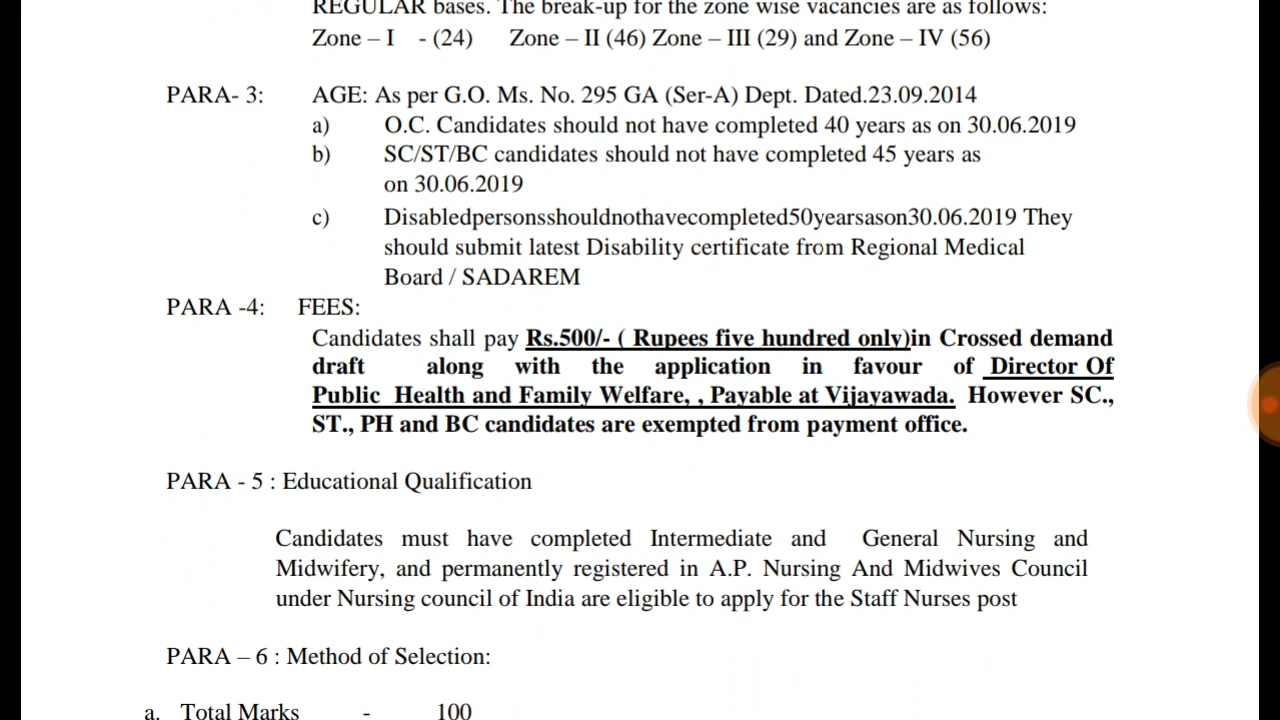 REGULAR bases. The break-up for the zone wise vacancies are as follows:
Zone – I - (24) Zone – II (46) Zone – III (29) and Zone – IV (56)
PARA- 3: AGE: As per G.O. Ms. No. 295 GA (Ser-A) Dept. Dated.23.09.2014
a) O.C. Candidates should not have completed 40 years as on 30.06.2019
b) SC/ST/BC candidates should not have completed 45 years as
on 30.06.2019
c) Disabledpersonsshouldnothavecompleted50yearsason30.06.2019 They
should submit latest Disability certificate from Regional Medical
Board / SADAREM
PARA -4: FEES:
Candidates shall pay Rs.500/- ( Rupees five hundred only)in Crossed demand
draft along with the application in favour of Director Of
Public Health and Family Welfare, , Payable at Vijayawada. However SC.,
ST., PH and BC candidates are exempted from payment office.
PARA - 5 : Educational Qualification
Candidates must have completed Intermediate and General Nursing and
Midwifery, and permanently registered in A.P. Nursing And Midwives Council
under Nursing council of India are eligible to apply for the Staff Nurses post
PARA – 6 : Method of Selection:
a. Total Marks - 100